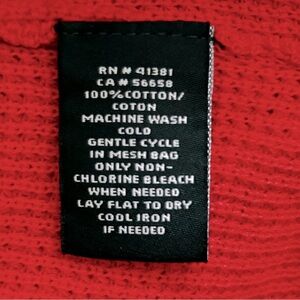 RN # 41381
CA # 56658
100%COTTON/
COTON
MACHINE WASH
COLD
GENTLE CYCLE
IN MESH BAG
ONLY NON-
CHLORINE BLEACH
WHEN NEEDED
LAY FLAT TO DRY
COOL IRON
IF NEEDED